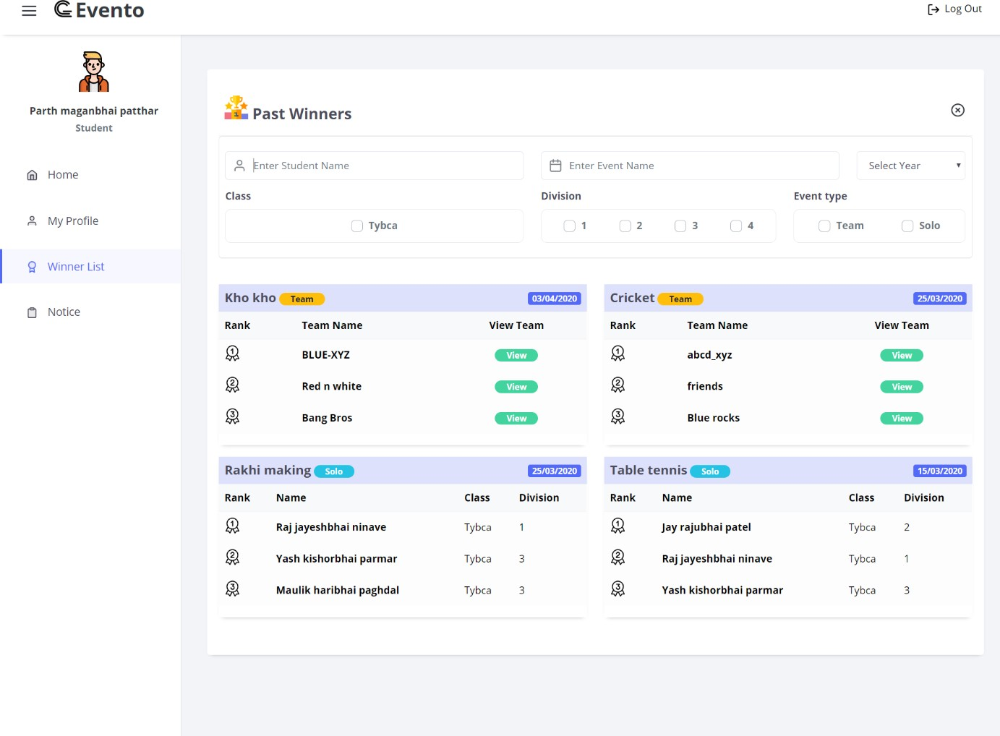 Evento
Log Out
Parth maganbhai patthar
Student
Home
My Profile
Winner List
Notice
1 Past Winners
Enter Student Name
Enter Event Name
Select Year
Class
Division
Event type
Tybca
1 2 3 4
Team Solo
Kho kho Team 03/04/2020
Rank Team Name View Team
1 BLUE-XYZ View
2 Red n white View
3 Bang Bros View
Cricket Team 25/03/2020
Rank Team Name View Team
1 abcd_xyz View
2 friends View
3 Blue rocks View
Rakhi making Solo 25/03/2020
Rank Name Class Division
1 Raj jayeshbhai ninave Tybca 1
2 Yash kishorbhai parmar Tybca 3
3 Maulik haribhai paghdal Tybca 3
Table tennis Solo 15/03/2020
Rank Name Class Division
1 Jay rajubhai patel Tybca 2
2 Raj jayeshbhai ninave Tybca 1
3 Yash kishorbhai parmar Tybca 3